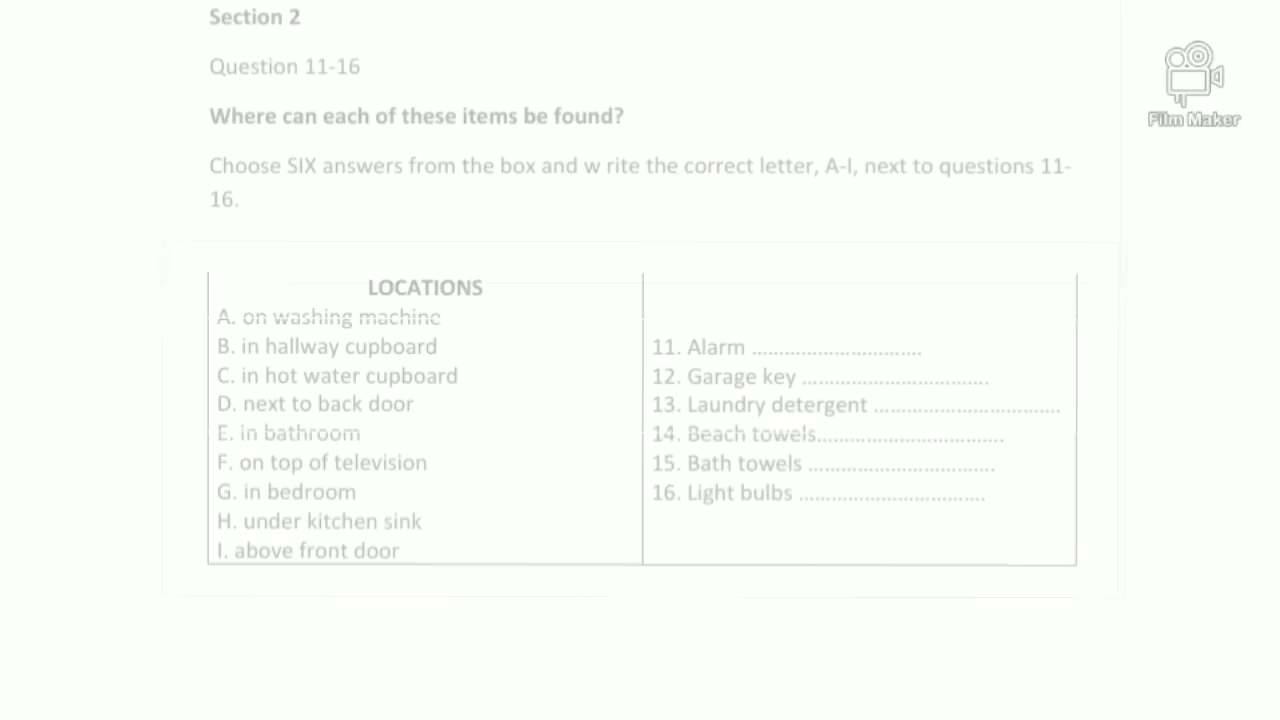 Section 2
Question 11-16
Where can each of these items be found?
Choose SIX answers from the box and w rite the correct letter, A-I, next to questions 11-
16.
LOCATIONS
A. on washing machine
B. in hallway cupboard
C. in hot water cupboard
D. next to back door
E. in bathroom
F. on top of television
G. in bedroom
H. under kitchen sink
I. above front door
11. Alarm ...............................
12. Garage key ..................................
13. Laundry detergent ..................................
14. Beach towels..................................
15. Bath towels ..................................
16. Light bulbs ..................................
Film Maker